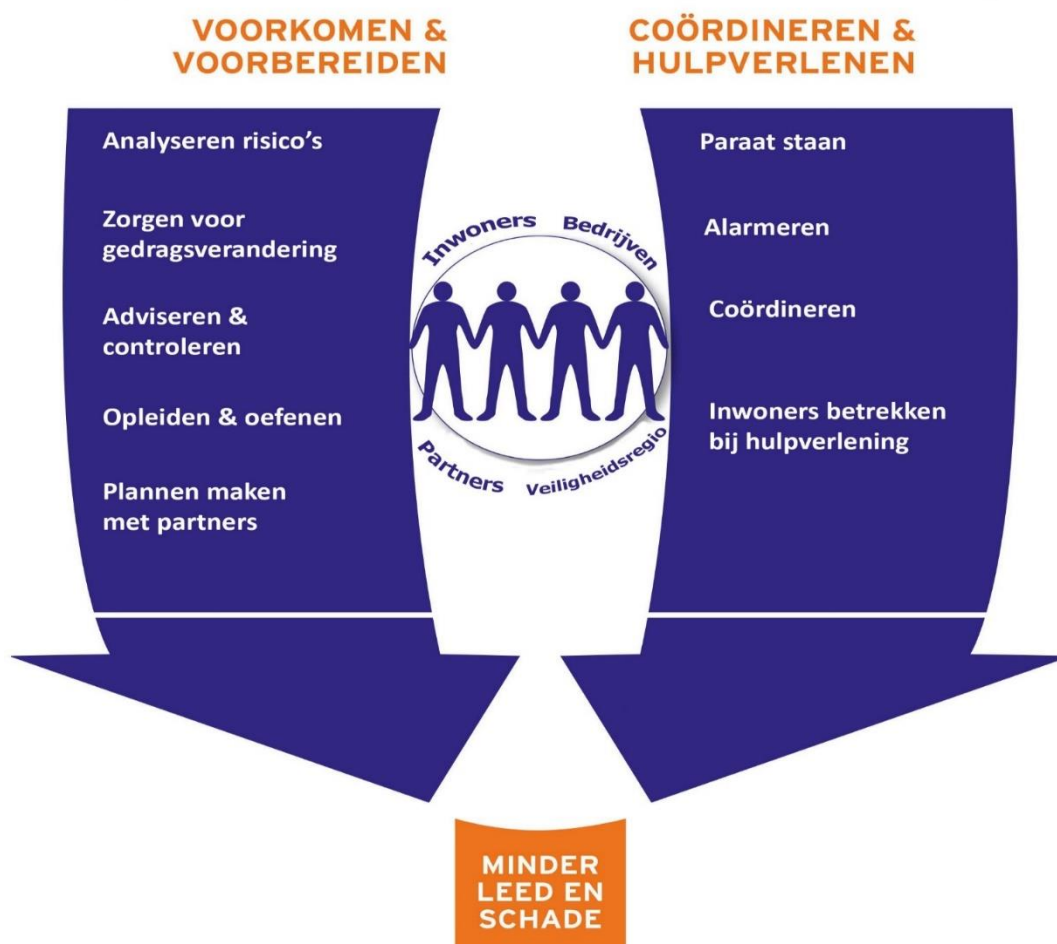 VOORKOMEN &
VOORBEREIDEN
Analyseren risico’s
Zorgen voor
gedragsverandering
Adviseren &
controleren
Opleiden & oefenen
Plannen maken
met partners
Inwoners Bedrijven
Partners Veiligheidsregio
COÖRDINEREN &
HULPVERLENEN
Paraat staan
Alarmeren
Coördineren
Inwoners betrekken
bij hulpverlening
MINDER
LEED EN
SCHADE